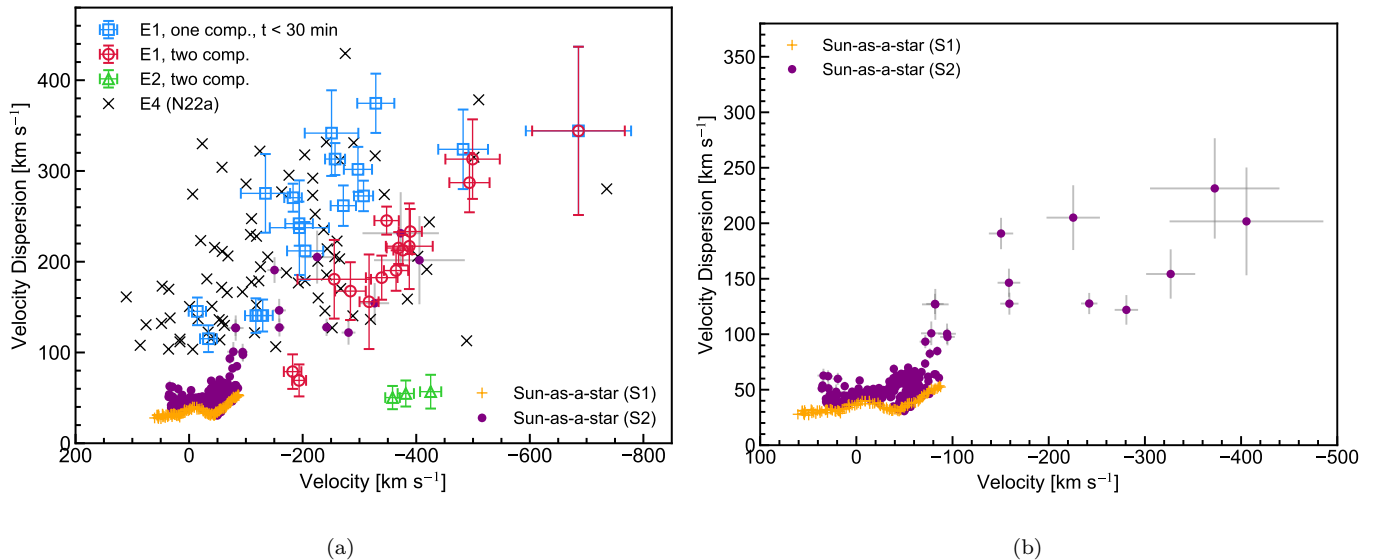 E1, one comp., t < 30 min
E1, two comp.
E2, two comp.
E4 (N22a)
Sun-as-a-star (S1)
Sun-as-a-star (S2)
Velocity Dispersion [km s⁻¹]
400
300
200
100
0
200 0 −200 −400 −600 −800
Velocity [km s⁻¹]
(a)
Sun-as-a-star (S1)
Sun-as-a-star (S2)
Velocity Dispersion [km s⁻¹]
350
300
250
200
150
100
50
0
100 0 −100 −200 −300 −400 −500
Velocity [km s⁻¹]
(b)